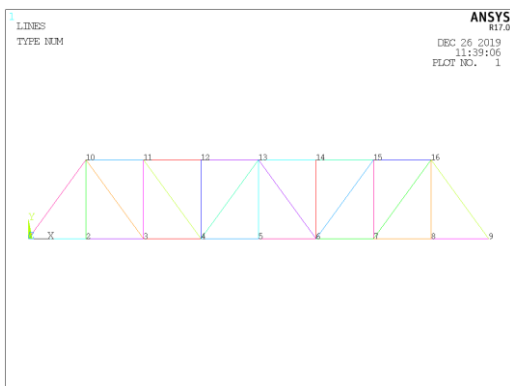 1
LINES
TYPE NUM
ANSYS
R17.0
DEC 26 2019
11:39:06
PLOT NO. 1
10 11 12 13 14 15 16
Y
Z X 2 3 4 5 6 7 8 9